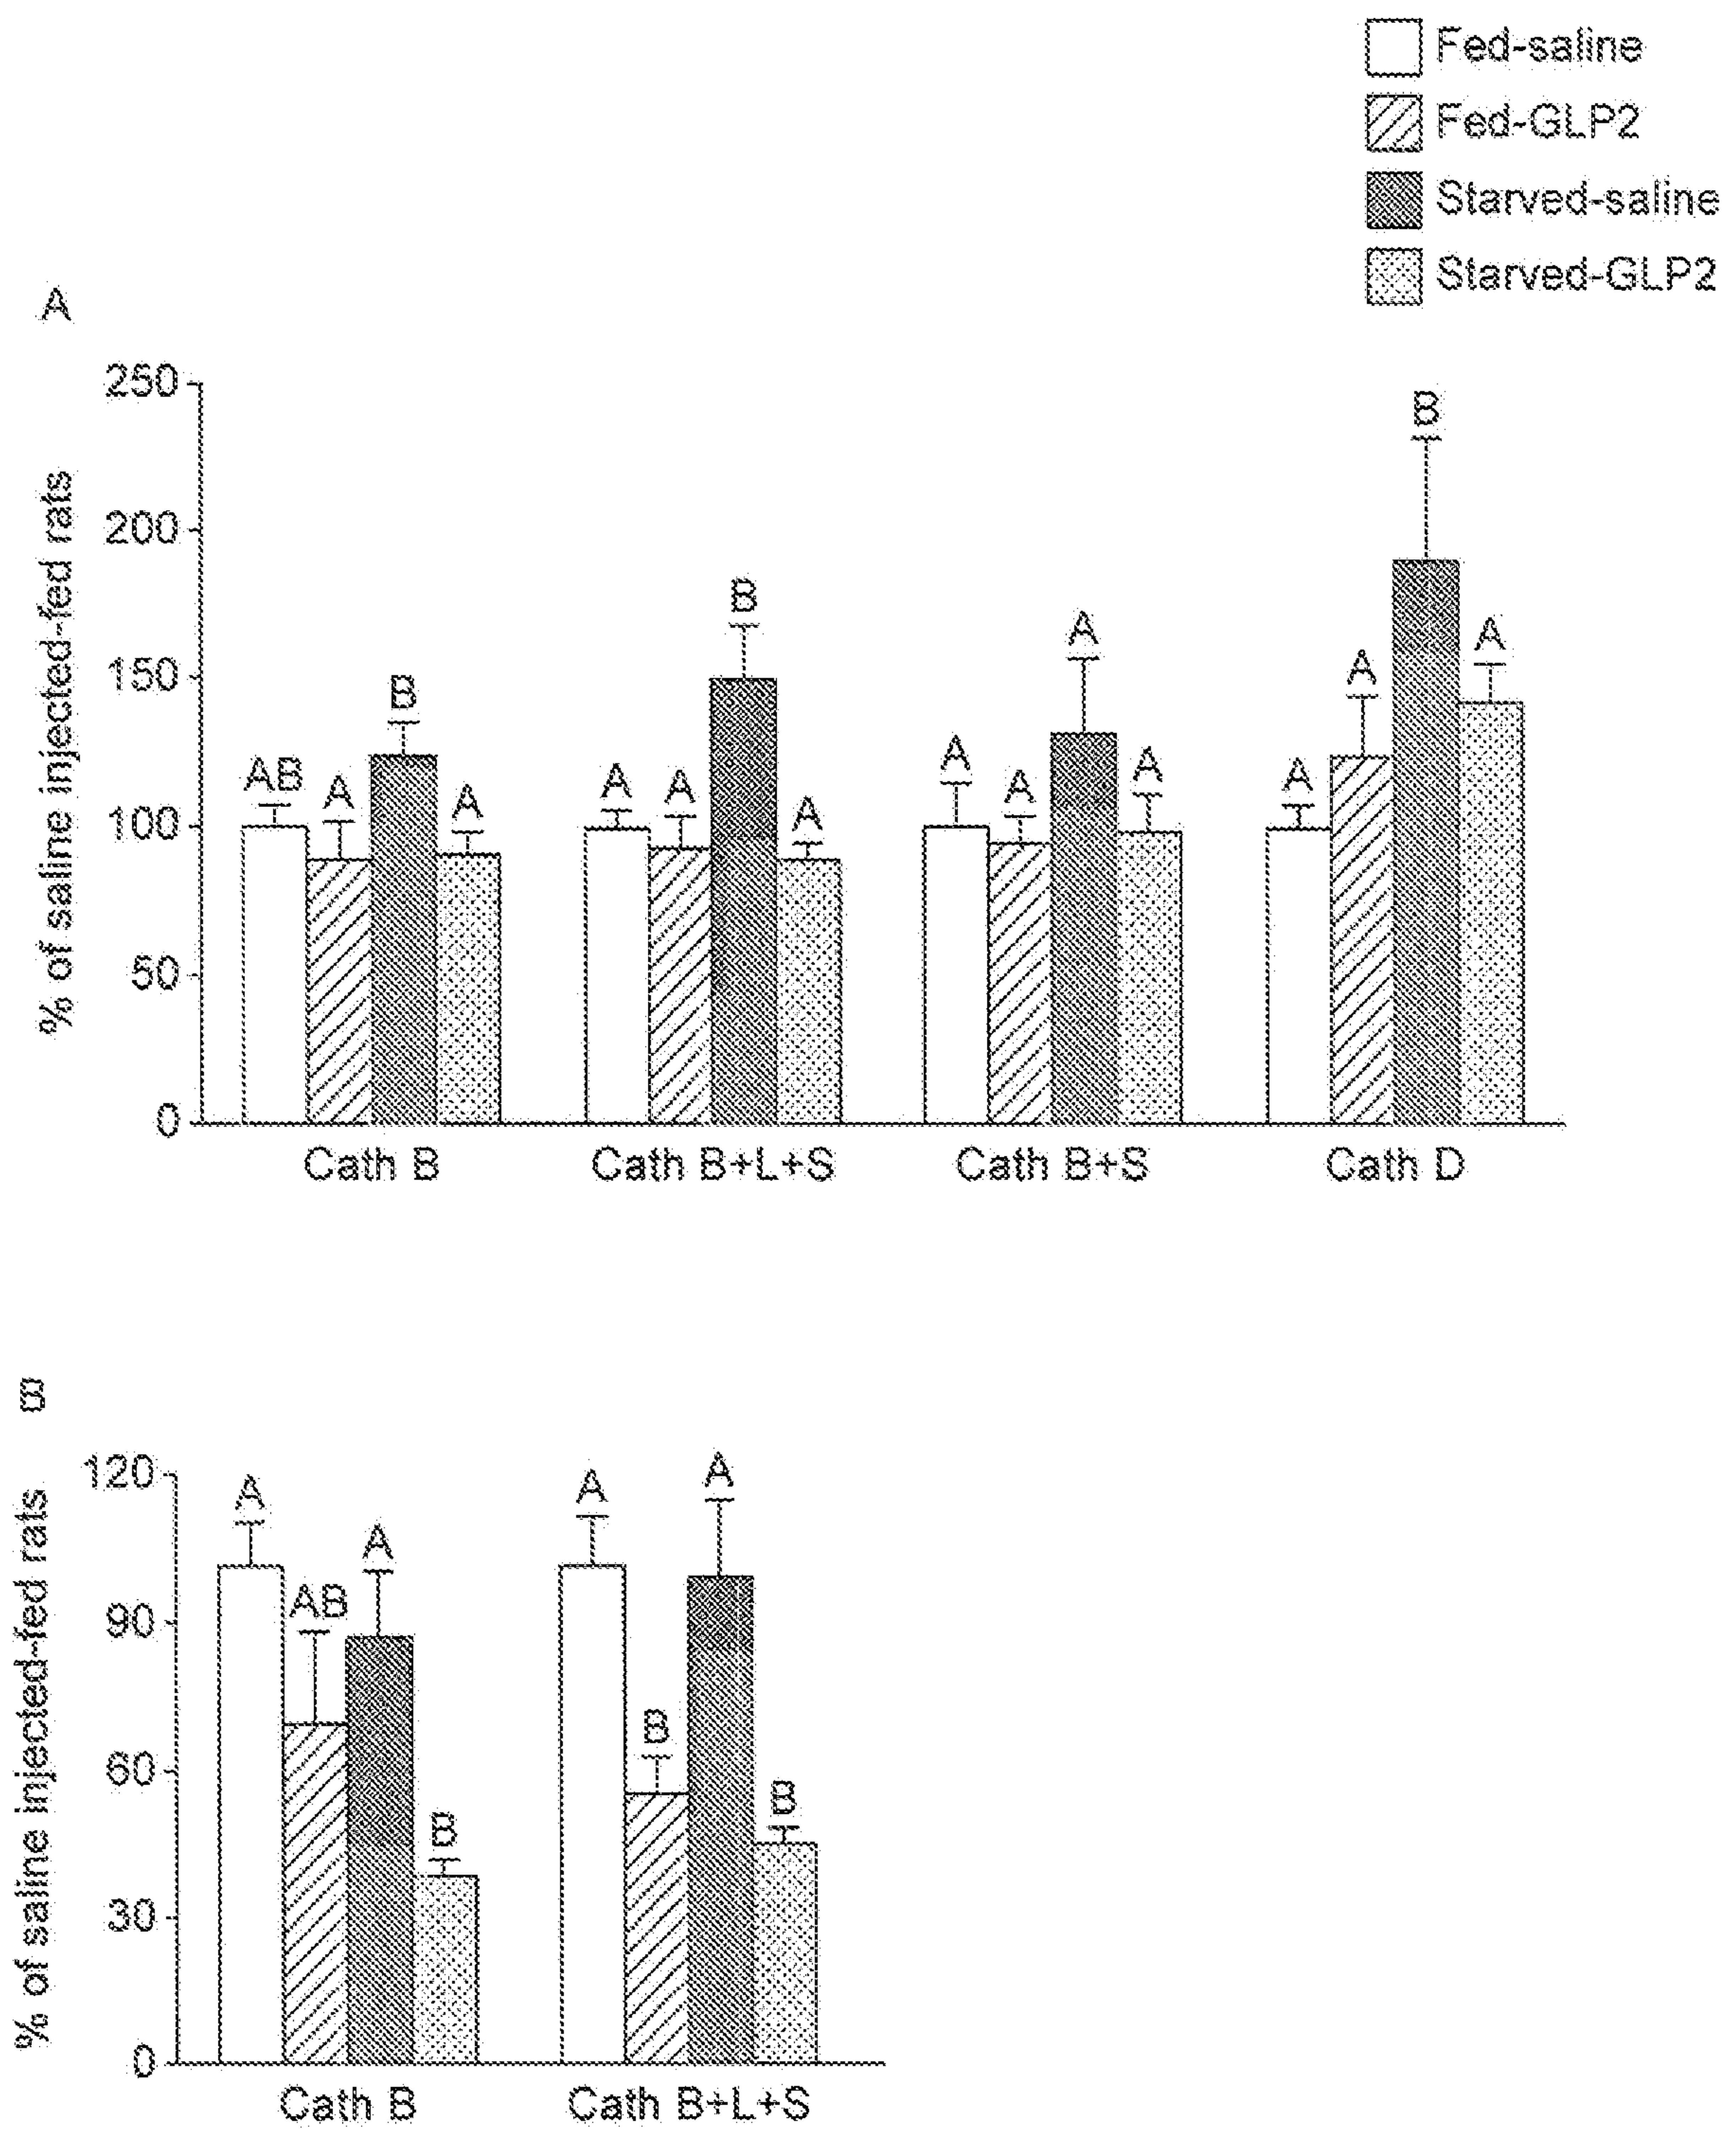 Fed-saline
Fed-GLP2
Starved-saline
Starved-GLP2
A
% of saline injected-fed rats
250
200
150
100
50
0
AB
A
B
A
A
A
B
A
A
A
A
A
A
A
B
A
Cath B
Cath B+L+S
Cath B+S
Cath D
B
% of saline injected-fed rats
120
90
60
30
0
A
AB
A
B
A
B
A
B
Cath B
Cath B+L+S